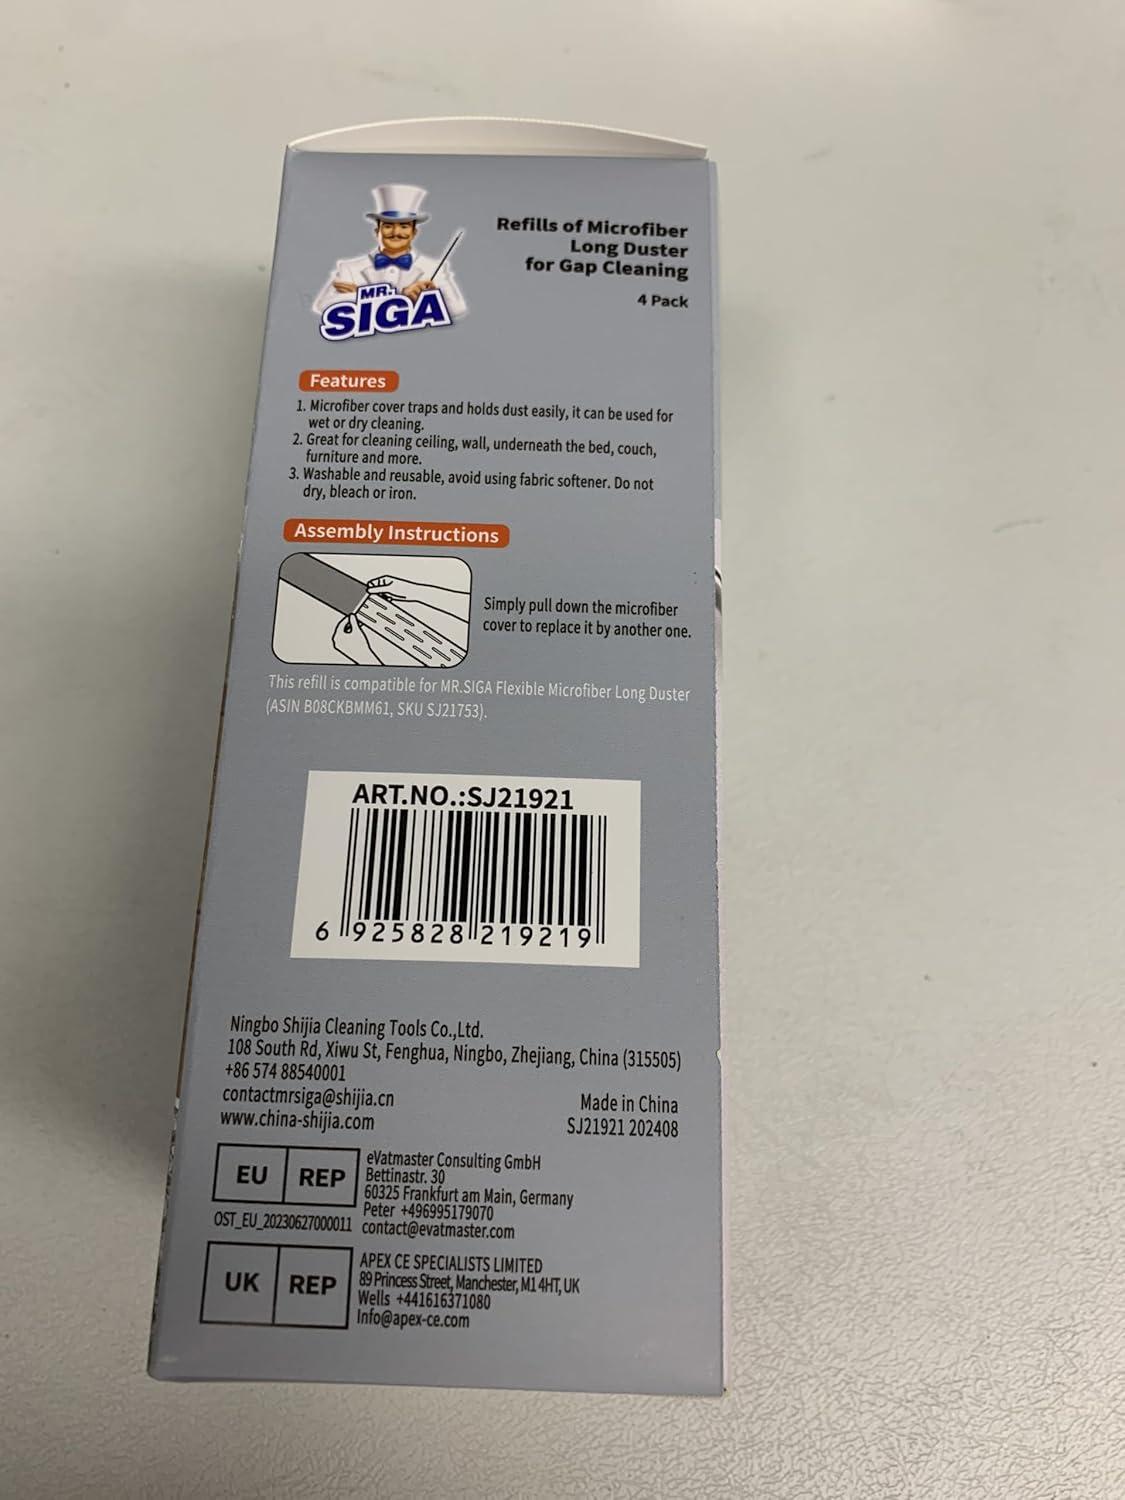 MR.
SIGA
Refills of Microfiber
Long Duster
for Gap Cleaning
4 Pack
Features
1. Microfiber cover traps and holds dust easily, it can be used for
wet or dry cleaning.
2. Great for cleaning ceiling, wall, underneath the bed, couch,
furniture and more.
3. Washable and reusable, avoid using fabric softener. Do not
dry, bleach or iron.
Assembly Instructions
Simply pull down the microfiber
cover to replace it by another one.
This refill is compatible for MR.SIGA Flexible Microfiber Long Duster
(ASIN B08CKBMM61, SKU SJ21753).
ART.NO.:SJ21921
6 925828 219219
Ningbo Shijia Cleaning Tools Co.,Ltd.
108 South Rd, Xiwu St, Fenghua, Ningbo, Zhejiang, China (315505)
+86 574 88540001
contactmrsiga@shijia.cn
www.china-shijia.com
Made in China
SJ21921 202408
EU REP
OST_EU_20230627000011
eVatmaster Consulting GmbH
Bettinastr. 30
60325 Frankfurt am Main, Germany
Peter +496995179070
contact@evatmaster.com
UK REP
APEX CE SPECIALISTS LIMITED
89 Princess Street, Manchester, M1 4HT, UK
Wells +441616371080
Info@apex-ce.com